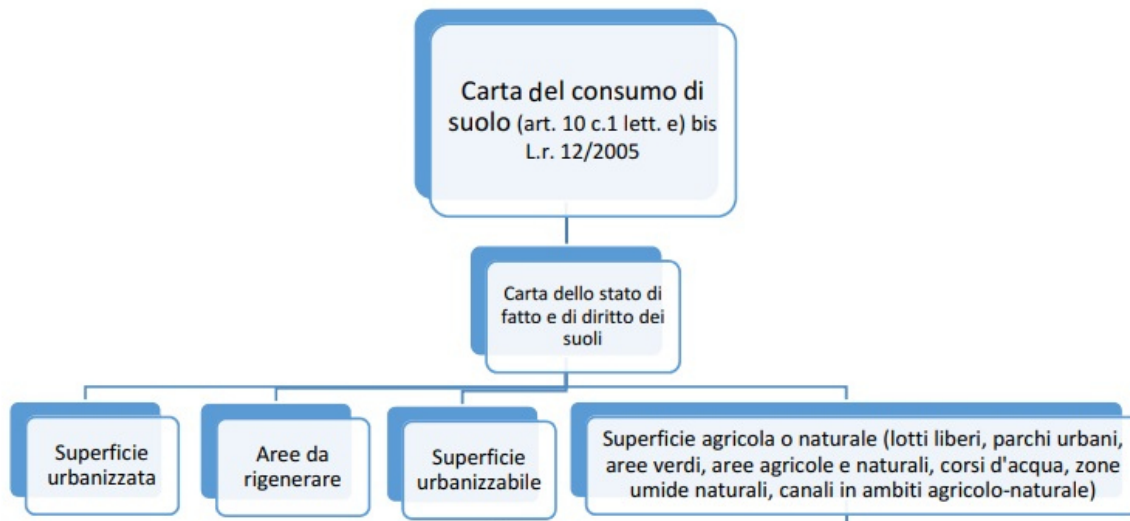 Carta del consumo di
suolo (art. 10 c.1 lett. e) bis
L.r. 12/2005
Carta dello stato di
fatto e di diritto dei
suoli
Superficie
urbanizzata
Aree da
rigenerare
Superficie
urbanizzabile
Superficie agricola o naturale (lotti liberi, parchi urbani,
aree verdi, aree agricole e naturali, corsi d'acqua, zone
umide naturali, canali in ambiti agricolo-naturale)